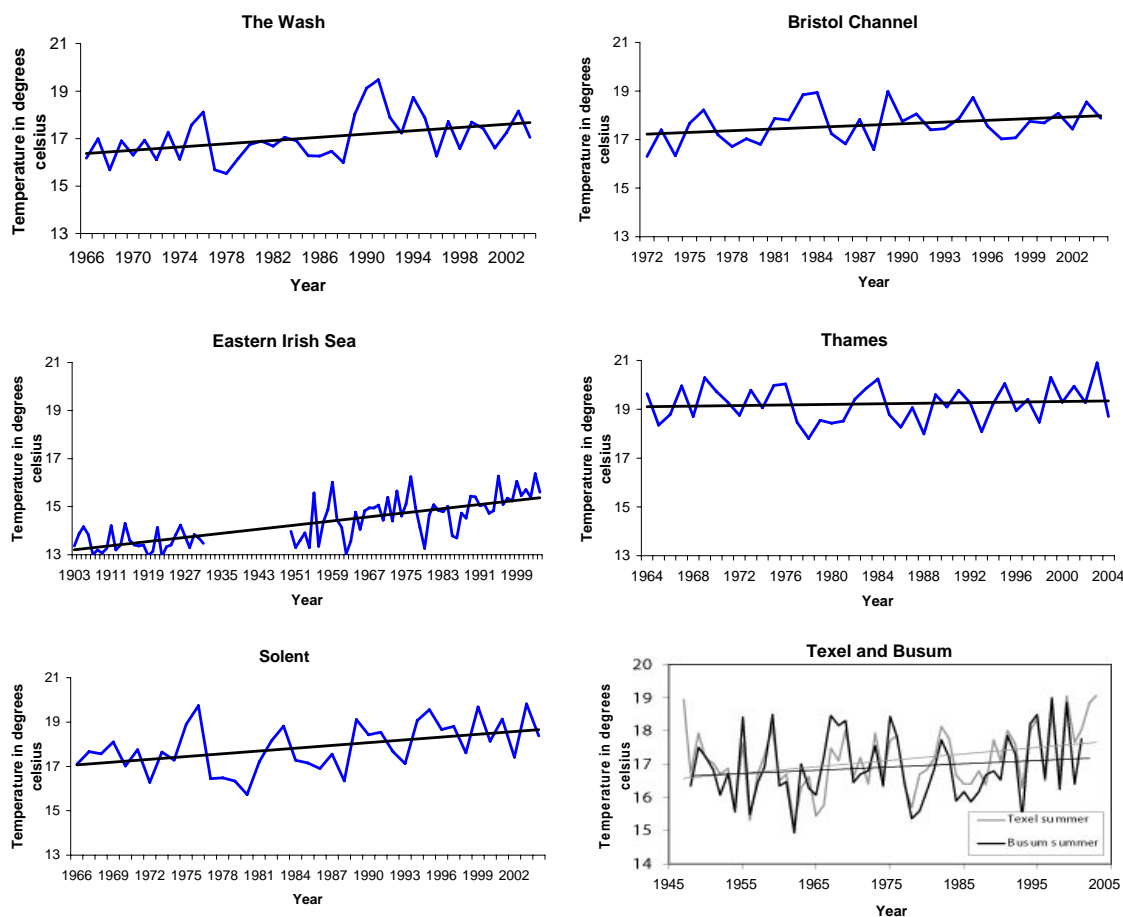 The Wash
Temperature in degrees
celsius
21
19
17
15
13
1966 1970 1974 1978 1982 1986 1990 1994 1998 2002
Year
Bristol Channel
Temperature in degrees
celsius
21
19
17
15
13
1972 1975 1978 1981 1984 1987 1990 1993 1996 1999 2002
Year
Eastern Irish Sea
Temperature in degrees
celsius
21
19
17
15
13
1903 1911 1919 1927 1935 1943 1951 1959 1967 1975 1983 1991 1999
Year
Thames
Temperature in degrees
celsius
21
19
17
15
13
1964 1968 1972 1976 1980 1984 1988 1992 1996 2000 2004
Year
Solent
Temperature in degrees
celsius
21
19
17
15
13
1966 1969 1972 1975 1978 1981 1984 1987 1990 1993 1996 1999 2002
Year
Texel and Busum
Temperature in degrees
celsius
20
19
18
17
16
15
14
Texel summer
Busum summer
1945 1955 1965 1975 1985 1995 2005
Year